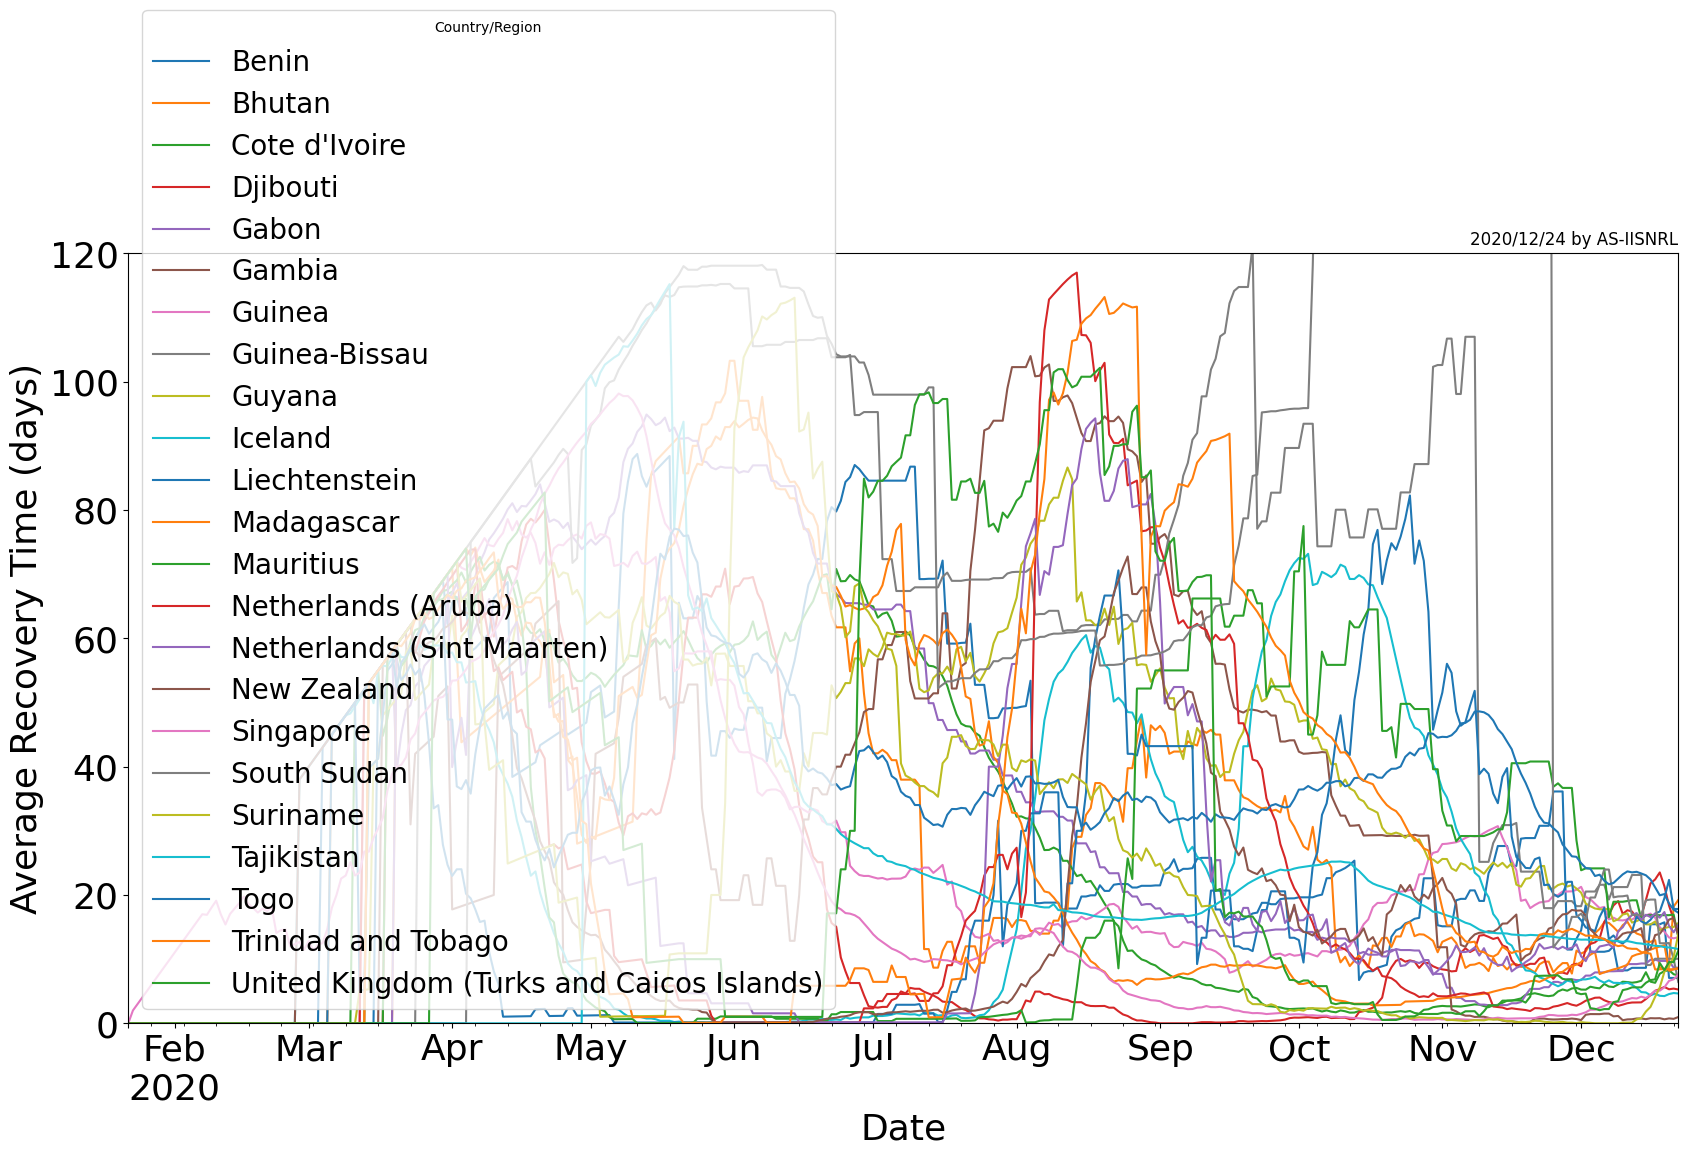 Country/Region
Benin
Bhutan
Cote d'Ivoire
Djibouti
Gabon
Gambia
Guinea
Guinea-Bissau
Guyana
Iceland
Liechtenstein
Madagascar
Mauritius
Netherlands (Aruba)
Netherlands (Sint Maarten)
New Zealand
Singapore
South Sudan
Suriname
Tajikistan
Togo
Trinidad and Tobago
United Kingdom (Turks and Caicos Islands)
2020/12/24 by AS-IISNRL
Average Recovery Time (days)
120
100
80
60
40
20
0
Feb Mar Apr May Jun Jul Aug Sep Oct Nov Dec
2020
Date